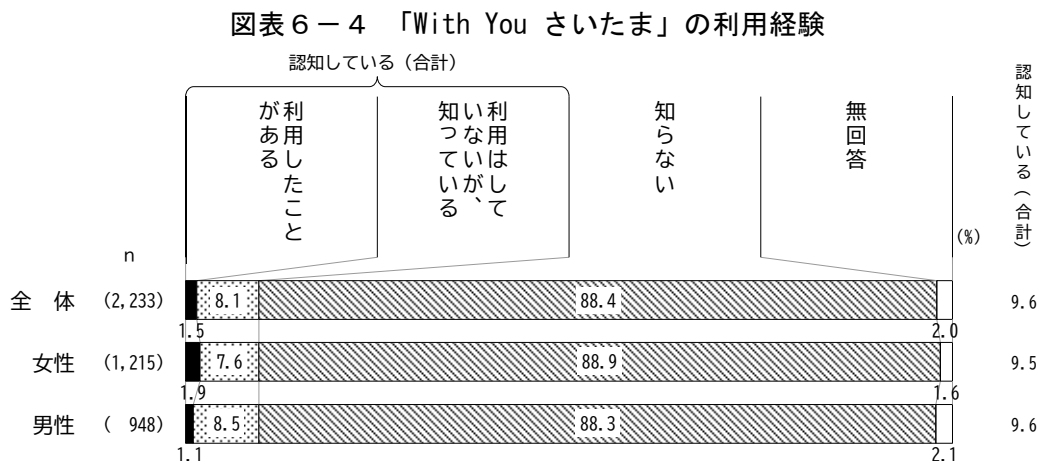 図表６－４　「With You さいたま」の利用経験
認知している（合計）
利用したこと
がある
利用はして
いないが、
知っている
知らない
無回答
認知している（合計）
(%)
n
全　体 (2,233) 8.1 88.4 9.6
1.5 2.0
女性 (1,215) 7.6 88.9 9.5
1.9 1.6
男性 (　948) 8.5 88.3 9.6
1.1 2.1